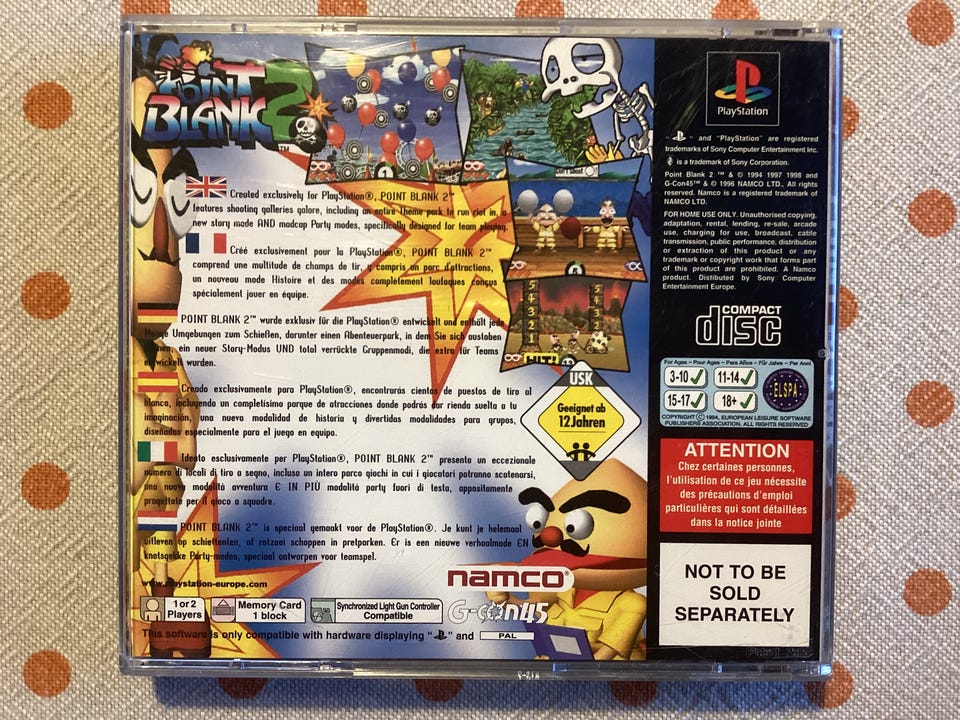 POINT
BLANK 2™
Created exclusively for PlayStation®, POINT BLANK 2™
features shooting galleries galore, including an entire Theme park to run riot in, a
new story mode AND madcap Party modes, specifically designed for team playing.
Créé exclusivement pour la PlayStation®, POINT BLANK 2™
comprend une multitude de champs de tir, y compris un parc d'attractions,
un nouveau mode Histoire et des modes complètement loufoques conçus
spécialement jouer en équipe.
POINT BLANK 2™ wurde exklusiv für die PlayStation® entwickelt und enthält jede
Menge Umgebungen zum Schießen, darunter einen Abenteuerpark, in dem Sie sich austoben
ein neuer Story-Modus UND total verrückte Gruppenmodi, die extra für Teams
entwickelt wurden.
Creado exclusivamente para PlayStation®, encontrarás cientos de puestos de tiro al
blanco, incluyendo un completísimo parque de atracciones donde podrás dar rienda suelta a tu
imaginación, una nueva modalidad de historia y divertidas modalidades para grupos,
diseñadas especialmente para el juego en equipo.
Ideato esclusivamente per PlayStation®, POINT BLANK 2™ presenta un eccezionale
numero di locali di tiro a segno, incluso un intero parco giochi in cui i giocatori potranno scatenarsi,
una nuova modalità avventura E IN PIÙ modalità party fuori di testa, appositamente
progettate per il gioco a squadre.
POINT BLANK 2™ is speciaal gemaakt voor de PlayStation®. Je kunt je helemaal
uitleven op schiettenten, al rotzooi schoppen in pretparken. Er is een nieuwe verhaalmode EN
knotsgekke Party-modes, speciaal ontworpen voor teamspel.
www.playstation-europe.com
namco®
1 or 2
Players
Memory Card
1 block
Synchronized Light Gun Controller
Compatible
G-con45
This software is only compatible with hardware displaying " " and PAL
USK
Geeignet ab
12 Jahren
PlayStation
" " and "PlayStation" are registered
trademarks of Sony Computer Entertainment Inc.
is a trademark of Sony Corporation.
Point Blank 2 ™ & © 1994 1997 1998 and
G-Con45™ & © 1996 NAMCO LTD., All rights
reserved. Namco is a registered trademark of
NAMCO LTD.
FOR HOME USE ONLY. Unauthorised copying,
adaptation, rental, lending, re-sale, arcade
use, charging for use, broadcast, cable
transmission, public performance, distribution
or extraction of this product or any
trademark or copyright work that forms part
of this product are prohibited. A Namco
product. Distibuted by Sony Computer
Entertainment Europe.
COMPACT
disc
For Ages - Pour Ages - Para Años - Für Jahre - Per Anni
3-10
11-14
15-17
18+
ELSPA
COPYRIGHT © 1994, EUROPEAN LEISURE SOFTWARE
PUBLISHERS ASSOCIATION. ALL RIGHTS RESERVED
ATTENTION
Chez certaines personnes,
l'utilisation de ce jeu nécessite
des précautions d'emploi
particulières qui sont détaillées
dans la notice jointe
NOT TO BE
SOLD
SEPARATELY